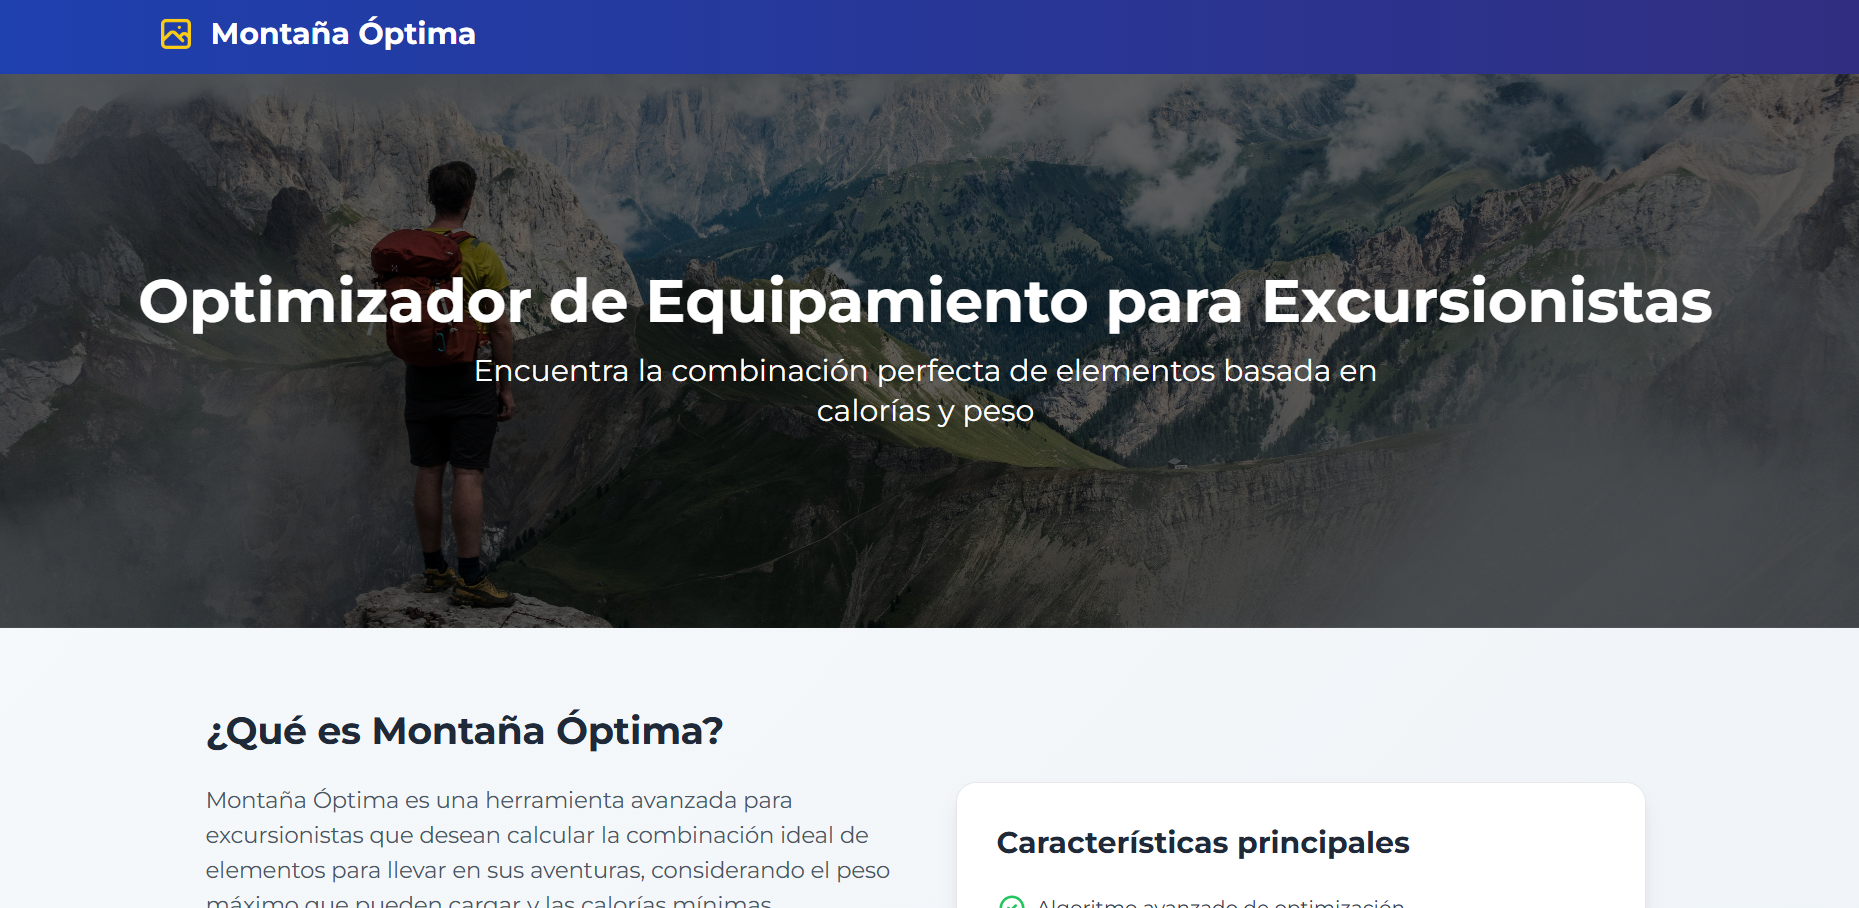 Montaña Óptima
Optimizador de Equipamiento para Excursionistas
Encuentra la combinación perfecta de elementos basada en
calorías y peso
¿Qué es Montaña Óptima?
Montaña Óptima es una herramienta avanzada para
excursionistas que desean calcular la combinación ideal de
elementos para llevar en sus aventuras, considerando el peso
máximo que pueden cargar y las calorías mínimas
Características principales
Algoritmo avanzado de optimización